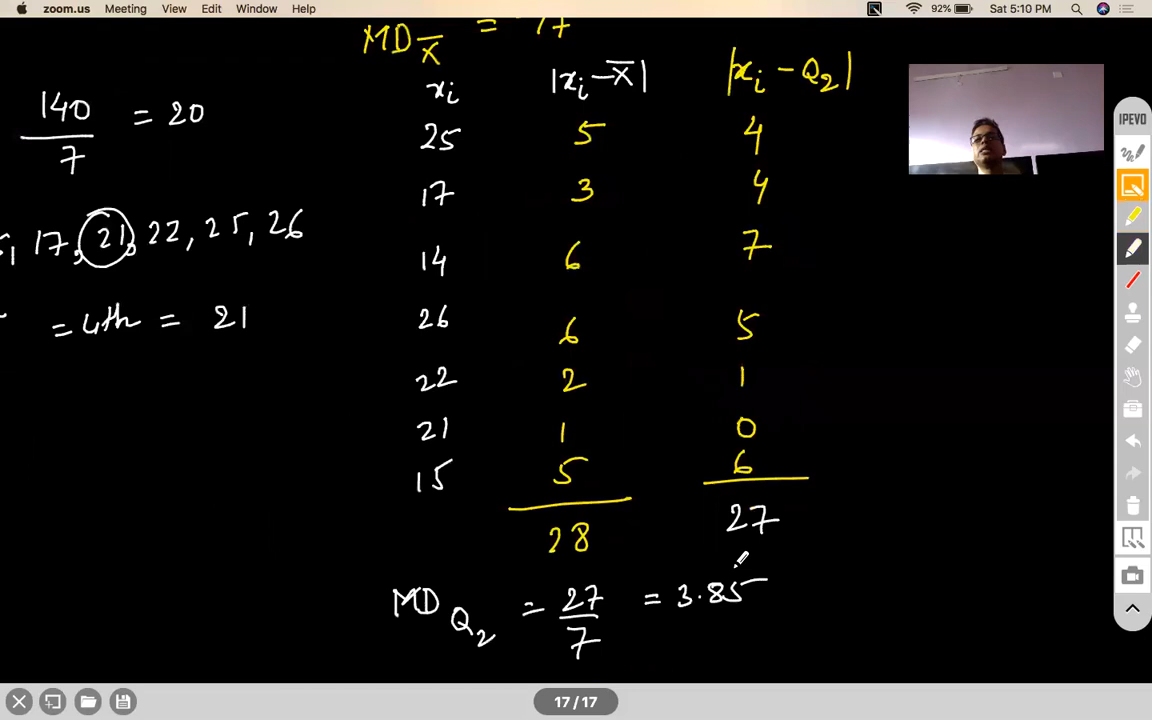 zoom.us Meeting View Edit Window Help 92% Sat 5:10 PM
MD x̄ = 17
xᵢ |xᵢ – X̄| |xᵢ – Q₂|
140/7 = 20
25 5 4
17 3 4
17, 21, 22, 25, 26
14 6 7
= 4th = 21
26 6 5
22 2 1
21 1 0
15 5 6
28 27
MD Q₂ = 27/7 = 3.85
IPEVO
17 / 17